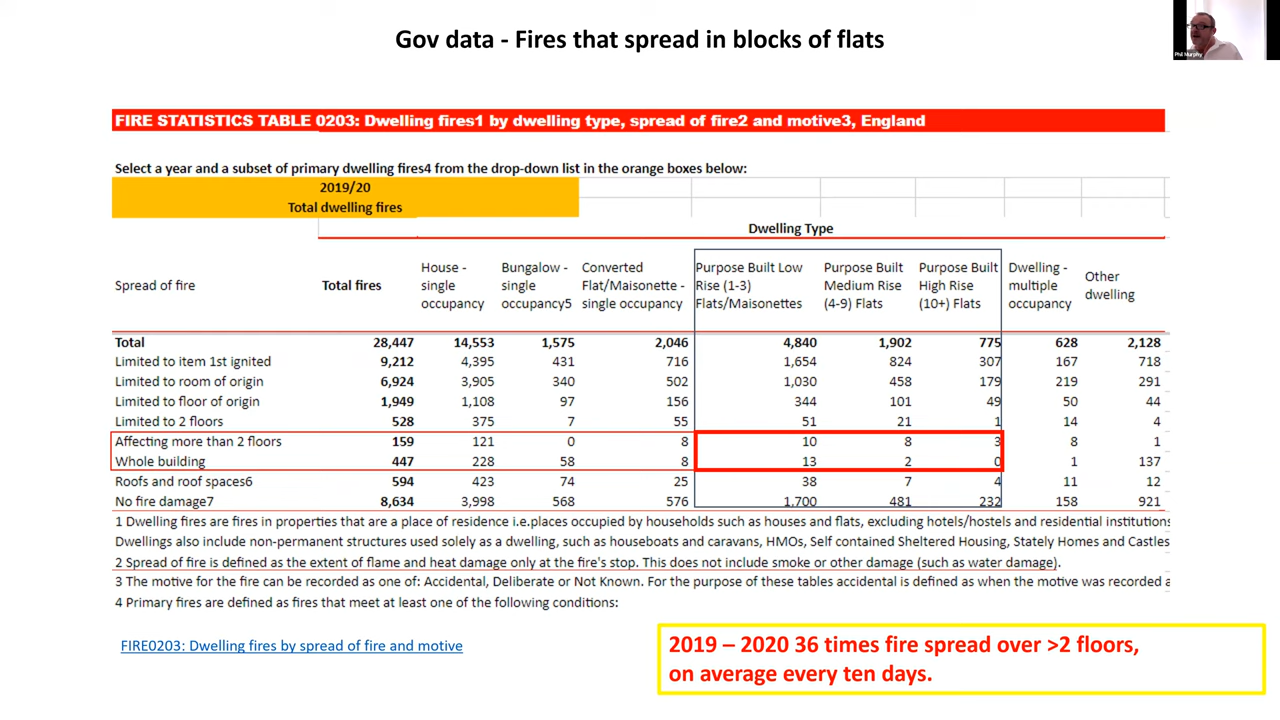 Gov data - Fires that spread in blocks of flats
Phil Murphy
FIRE STATISTICS TABLE 0203: Dwelling fires1 by dwelling type, spread of fire2 and motive3, England
Select a year and a subset of primary dwelling fires4 from the drop-down list in the orange boxes below:
2019/20
Total dwelling fires
Dwelling Type
Spread of fire Total fires House - single occupancy Bungalow - single occupancy5 Converted Flat/Maisonette - single occupancy Purpose Built Low Rise (1-3) Flats/Maisonettes Purpose Built Medium Rise (4-9) Flats Purpose Built High Rise (10+) Flats Dwelling - multiple occupancy Other dwelling
Total 28,447 14,553 1,575 2,046 4,840 1,902 775 628 2,128
Limited to item 1st ignited 9,212 4,395 431 716 1,654 824 307 167 718
Limited to room of origin 6,924 3,905 340 502 1,030 458 179 219 291
Limited to floor of origin 1,949 1,108 97 156 344 101 49 50 44
Limited to 2 floors 528 375 7 55 51 21 1 14 4
Affecting more than 2 floors 159 121 0 8 10 8 3 8 1
Whole building 447 228 58 8 13 2 0 1 137
Roofs and roof spaces6 594 423 74 25 38 7 4 11 12
No fire damage7 8,634 3,998 568 576 1,700 481 232 158 921
1 Dwelling fires are fires in properties that are a place of residence i.e.places occupied by households such as houses and flats, excluding hotels/hostels and residential institutions
Dwellings also include non-permanent structures used solely as a dwelling, such as houseboats and caravans, HMOs, Self contained Sheltered Housing, Stately Homes and Castles
2 Spread of fire is defined as the extent of flame and heat damage only at the fire's stop. This does not include smoke or other damage (such as water damage).
3 The motive for the fire can be recorded as one of: Accidental, Deliberate or Not Known. For the purpose of these tables accidental is defined as when the motive was recorded a
4 Primary fires are defined as fires that meet at least one of the following conditions:
FIRE0203: Dwelling fires by spread of fire and motive
2019 – 2020 36 times fire spread over >2 floors,
on average every ten days.